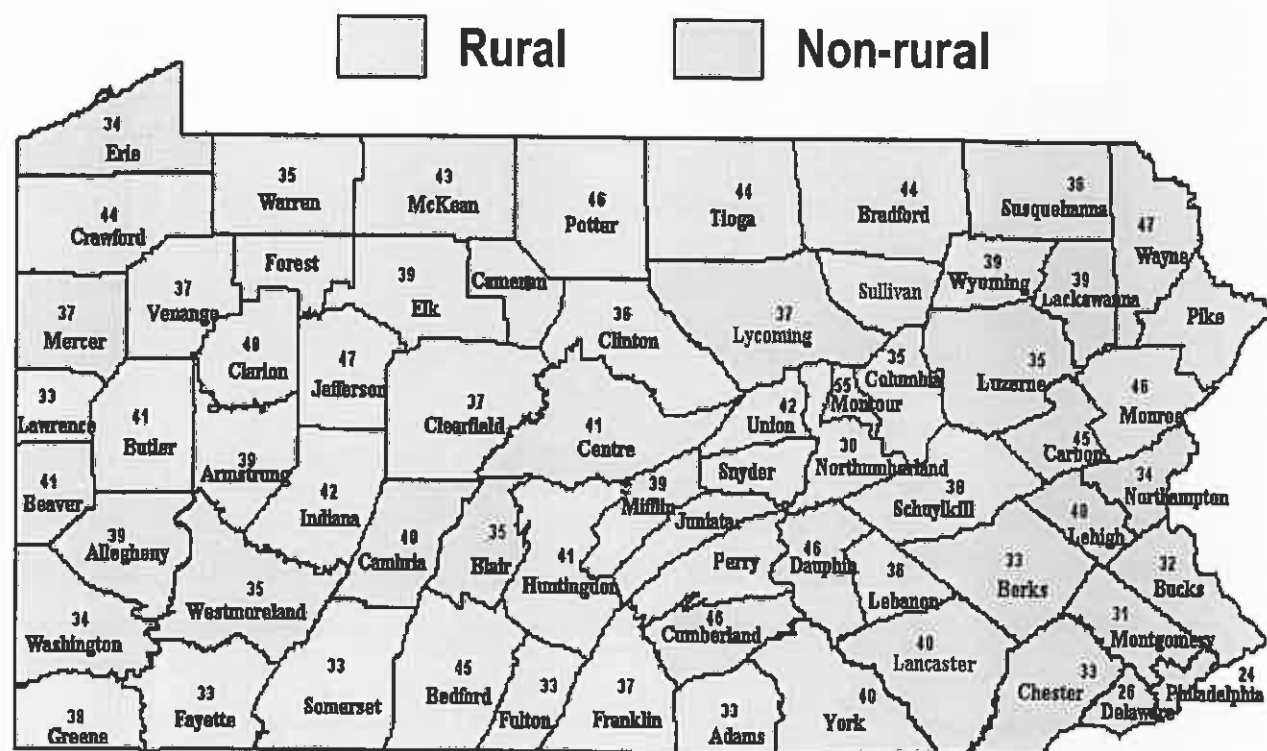 Rural Non-rural
34
Erie
35
Warren
43
McKean
46
Potter
44
Tioga
44
Bradford
Susquehanna
47
Wayne
44
Crawford
Forest
39
Elk
Cameron
Sullivan
39
Wyoming
39
Lackawanna
Pike
37
Mercer
37
Venango
40
Clarion
47
Jefferson
Clinton
37
Lycoming
35
Columbia
35
Luzerne
46
Monroe
33
Lawrence
41
Butler
39
Armstrong
37
Clearfield
41
Centre
42
Union
55
Montour
45
Carbon
41
Beaver
42
Indiana
39
Mifflin
Snyder
30
Northumberland
Schuylkill
34
Northampton
39
Allegheny
35
Westmoreland
40
Cambria
35
Blair
41
Huntingdon
Juniata
Perry
46
Dauphin
Lebanon
33
Berks
40
Lehigh
32
Bucks
34
Washington
46
Cumberland
40
Lancaster
31
Montgomery
Greene
33
Fayette
33
Somerset
45
Bedford
33
Fulton
37
Franklin
33
Adams
40
York
33
Chester
26
Delaware
24
Philadelphia